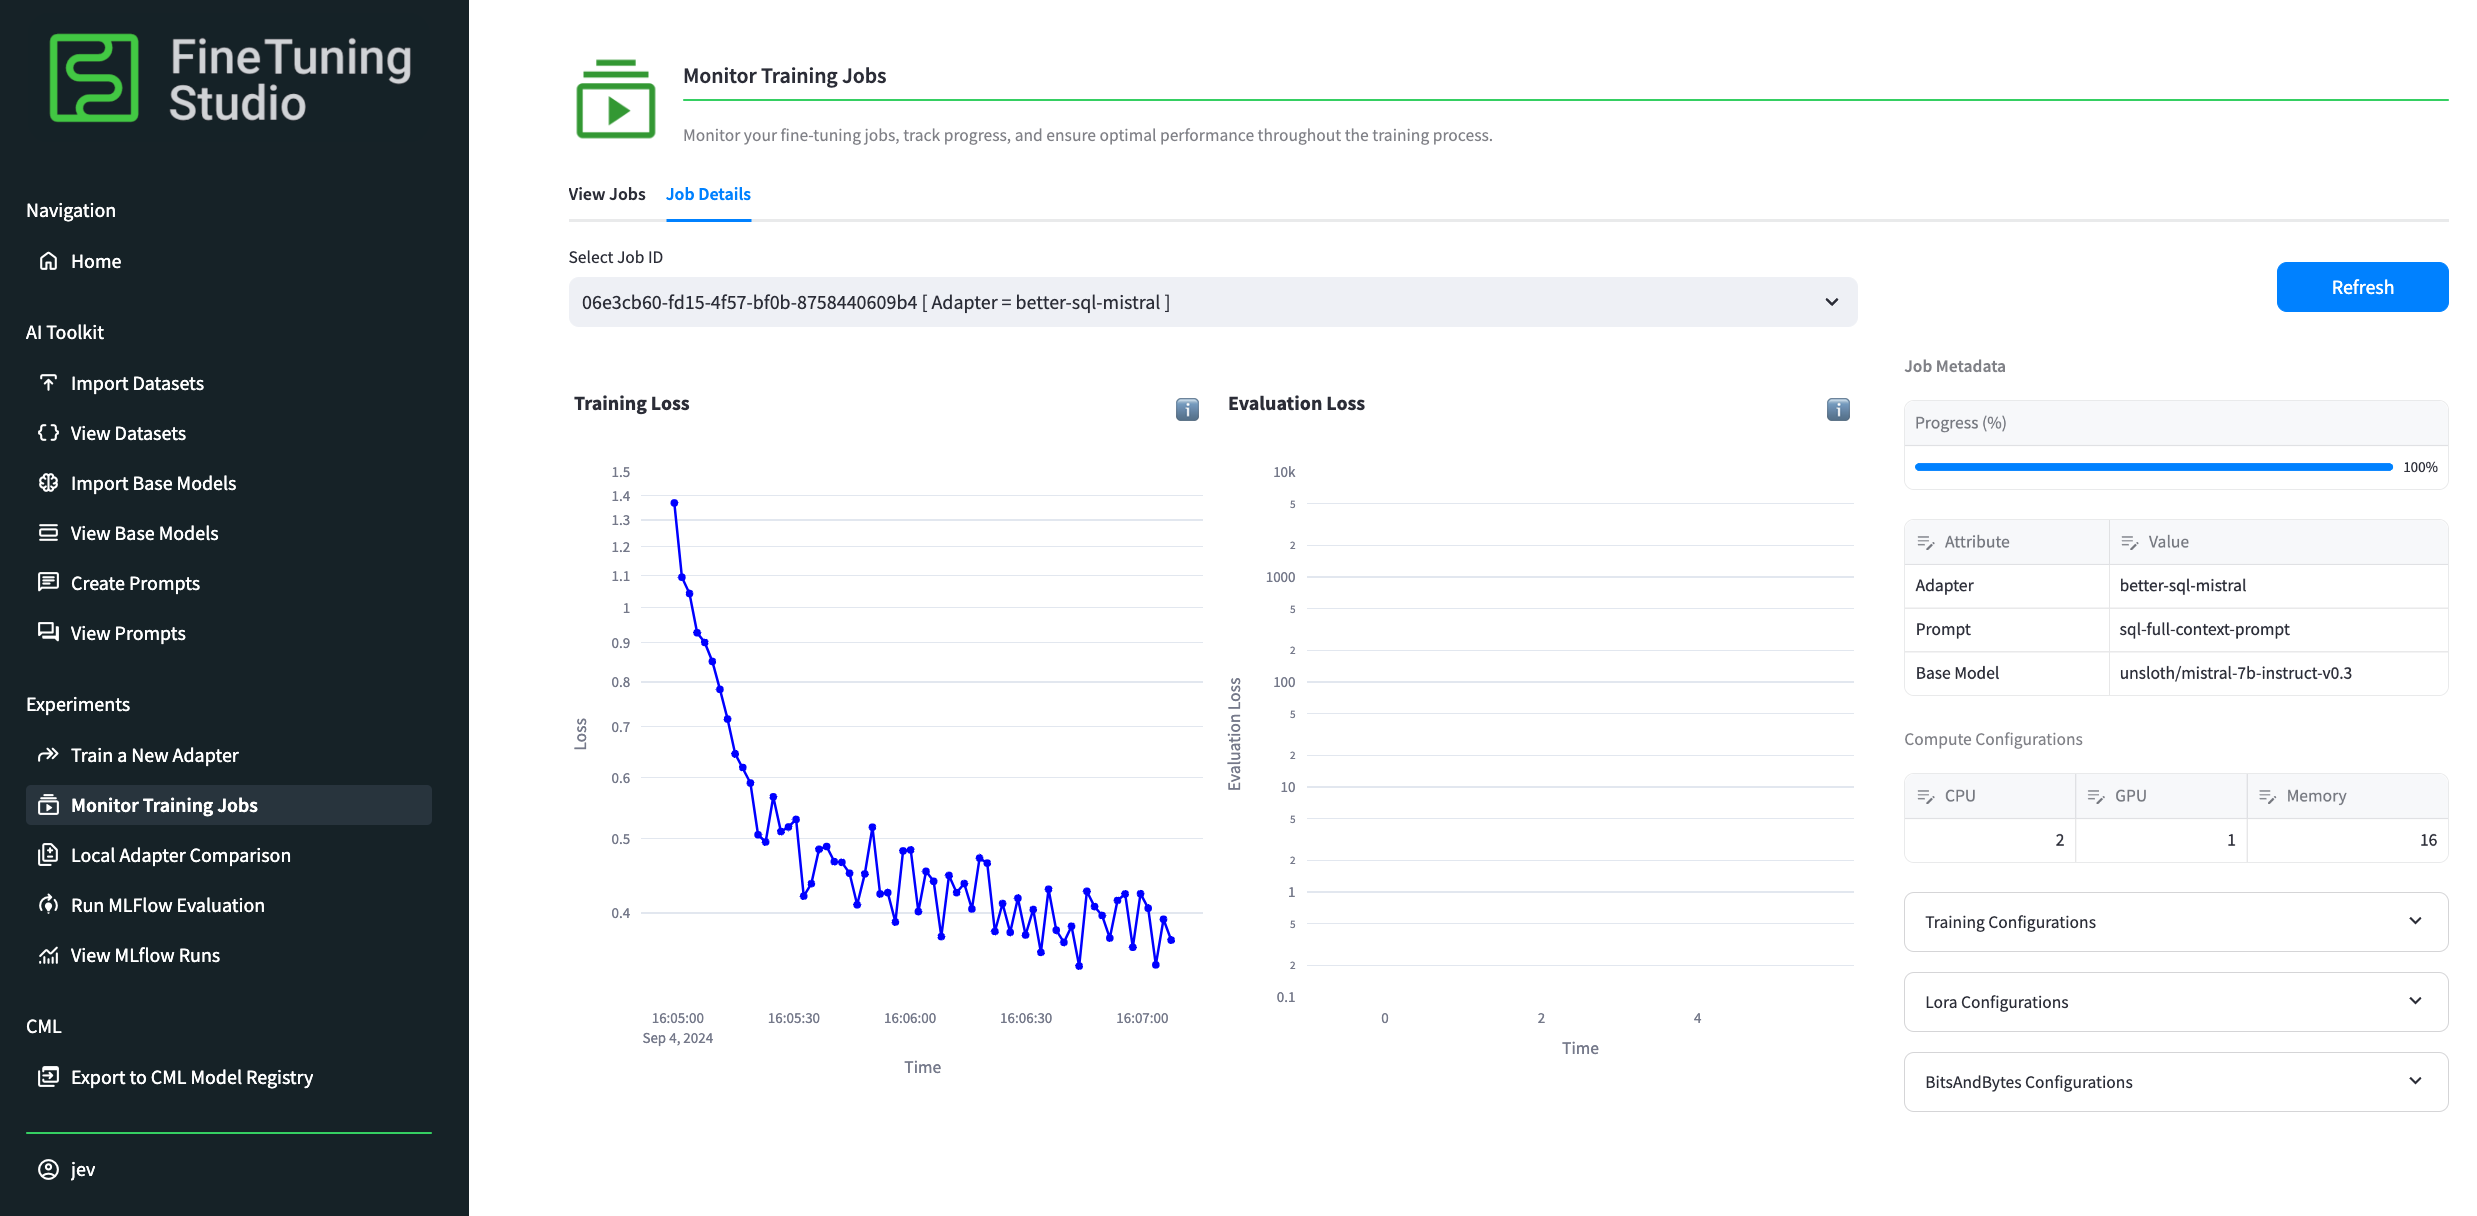 FineTuning
Studio
Navigation
Home
AI Toolkit
Import Datasets
View Datasets
Import Base Models
View Base Models
Create Prompts
View Prompts
Experiments
Train a New Adapter
Monitor Training Jobs
Local Adapter Comparison
Run MLFlow Evaluation
View MLflow Runs
CML
Export to CML Model Registry
jev
Monitor Training Jobs
Monitor your fine-tuning jobs, track progress, and ensure optimal performance throughout the training process.
View Jobs Job Details
Select Job ID
06e3cb60-fd15-4f57-bf0b-8758440609b4 [ Adapter = better-sql-mistral ]
Refresh
Training Loss
1.5
1.4
1.3
1.2
1.1
1
0.9
0.8
0.7
0.6
0.5
0.4
Loss
16:05:00 16:05:30 16:06:00 16:06:30 16:07:00
Sep 4, 2024
Time
Evaluation Loss
10k
5
2
1000
5
2
100
5
2
10
5
2
1
5
2
0.1
Evaluation Loss
0 2 4
Time
Job Metadata
Progress (%)
100%
Attribute Value
Adapter better-sql-mistral
Prompt sql-full-context-prompt
Base Model unsloth/mistral-7b-instruct-v0.3
Compute Configurations
CPU GPU Memory
2 1 16
Training Configurations
Lora Configurations
BitsAndBytes Configurations